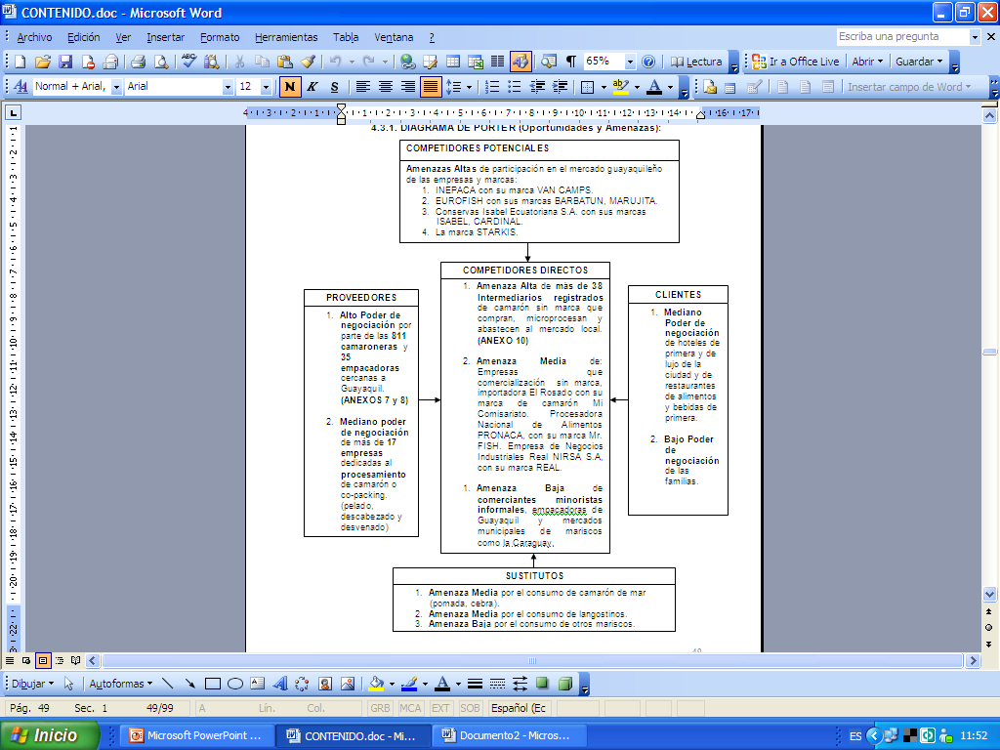 CONTENIDO.doc - Microsoft Word
Archivo Edición Ver Insertar Formato Herramientas Tabla Ventana ?
Escriba una pregunta
65% Lectura Ir a Office Live Abrir Guardar
Normal + Arial, Arial 12 N K S Insertar campo de Word
4.3.1. DIAGRAMA DE PORTER (Oportunidades y Amenazas):
COMPETIDORES POTENCIALES
Amenazas Altas de participación en el mercado guayaquileño
de las empresas y marcas:
1. INEPACA con su marca VAN CAMPS.
2. EUROFISH con sus marcas BARBATUN, MARUJITA.
3. Conservas Isabel Ecuatoriana S.A. con sus marcas
ISABEL, CARDINAL.
4. La marca STARKIS.
PROVEEDORES
1. Alto Poder de
negociación por
parte de las 811
camaroneras y
35
empacadoras
cercanas a
Guayaquil.
(ANEXOS 7 y 8)
2. Mediano poder
de negociación
de más de 17
empresas
dedicadas al
procesamiento
de camarón o
co-packing.
(pelado,
descabezado y
desvenado)
COMPETIDORES DIRECTOS
1. Amenaza Alta de más de 38
Intermediarios registrados
de camarón sin marca que
compran, microprocesan y
abastecen al mercado local.
(ANEXO 10)
2. Amenaza Media de:
Empresas que
comercialización sin marca,
importadora El Rosado con su
marca de camarón Mi
Comisariato. Procesadora
Nacional de Alimentos
PRONACA, con su marca Mr.
FISH. Empresa de Negocios
Industriales Real NIRSA S.A,
con su marca REAL.
1. Amenaza Baja de
comerciantes minoristas
informales, empacadoras de
Guayaquil y mercados
municipales de mariscos
como la Caraguay.
CLIENTES
1. Mediano
Poder de
negociación
de hoteles de
primera y de
lujo de la
ciudad y de
restaurantes
de alimentos
y bebidas de
primera.
2. Bajo Poder
de
negociación
de las
familias.
SUSTITUTOS
1. Amenaza Media por el consumo de camarón de mar
(pomada, cebra).
2. Amenaza Media por el consumo de langostinos.
3. Amenaza Baja por el consumo de otros mariscos.
Dibujar Autoformas
Pág. 49 Sec. 1 49/99 A Lín. Col. GRB MCA EXT SOB Español (Ec
Inicio Microsoft PowerPoint ... CONTENIDO.doc - Mi... Documento2 - Micros... ES 11:52